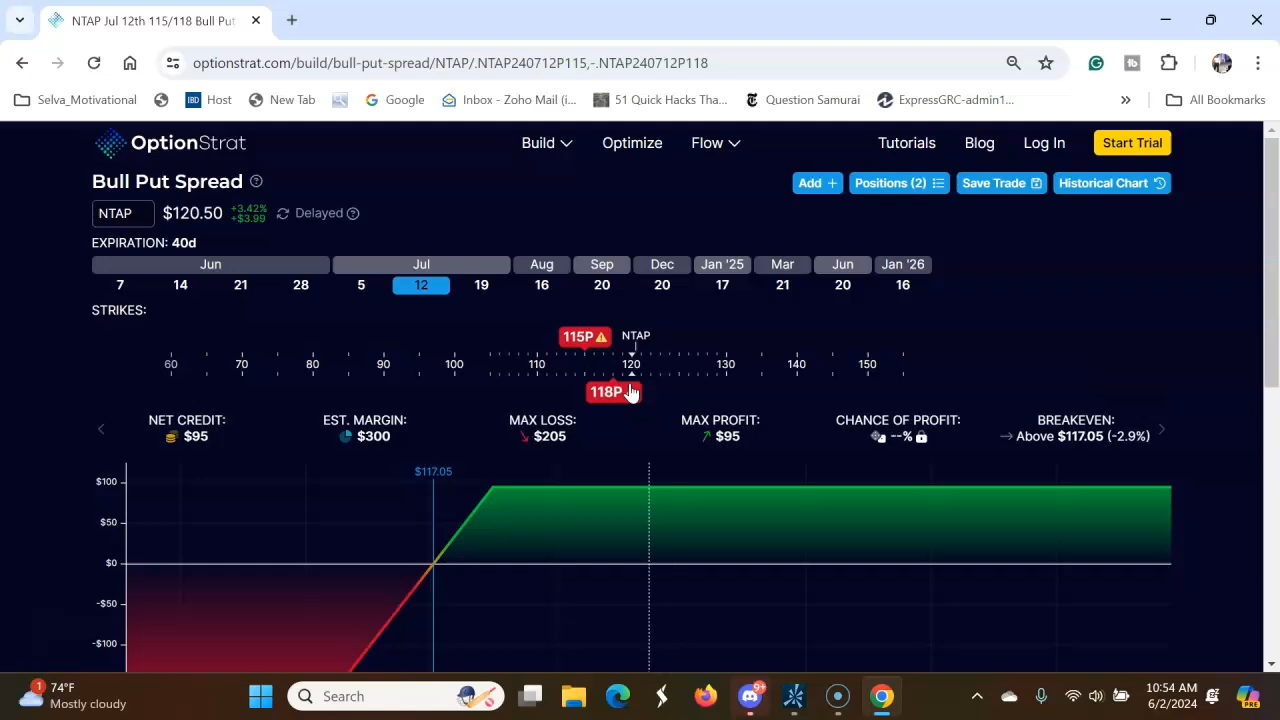 NTAP Jul 12th 115/118 Bull Put
optionstrat.com/build/bull-put-spread/NTAP/.NTAP240712P115,-.NTAP240712P118
Selva_Motivational
IBD Host
New Tab
Google
Inbox - Zoho Mail (i...
51 Quick Hacks Tha...
Question Samurai
ExpressGRC-admin1...
All Bookmarks
OptionStrat
Build
Optimize
Flow
Tutorials
Blog
Log In
Start Trial
Bull Put Spread
Add +
Positions (2)
Save Trade
Historical Chart
NTAP
$120.50
+3.42%
+$3.99
Delayed
EXPIRATION: 40d
Jun Jul Aug Sep Dec Jan '25 Mar Jun Jan '26
7 14 21 28 5 12 19 16 20 20 17 21 20 16
STRIKES:
115P NTAP
60 70 80 90 100 110 120 130 140 150
118P
NET CREDIT: EST. MARGIN: MAX LOSS: MAX PROFIT: CHANCE OF PROFIT: BREAKEVEN:
$95 $300 $205 $95 --% Above $117.05 (-2.9%)
$117.05
$100
$50
$0
-$50
-$100
1
74°F
Mostly cloudy
Search
9+
10:54 AM
6/2/2024
PRE